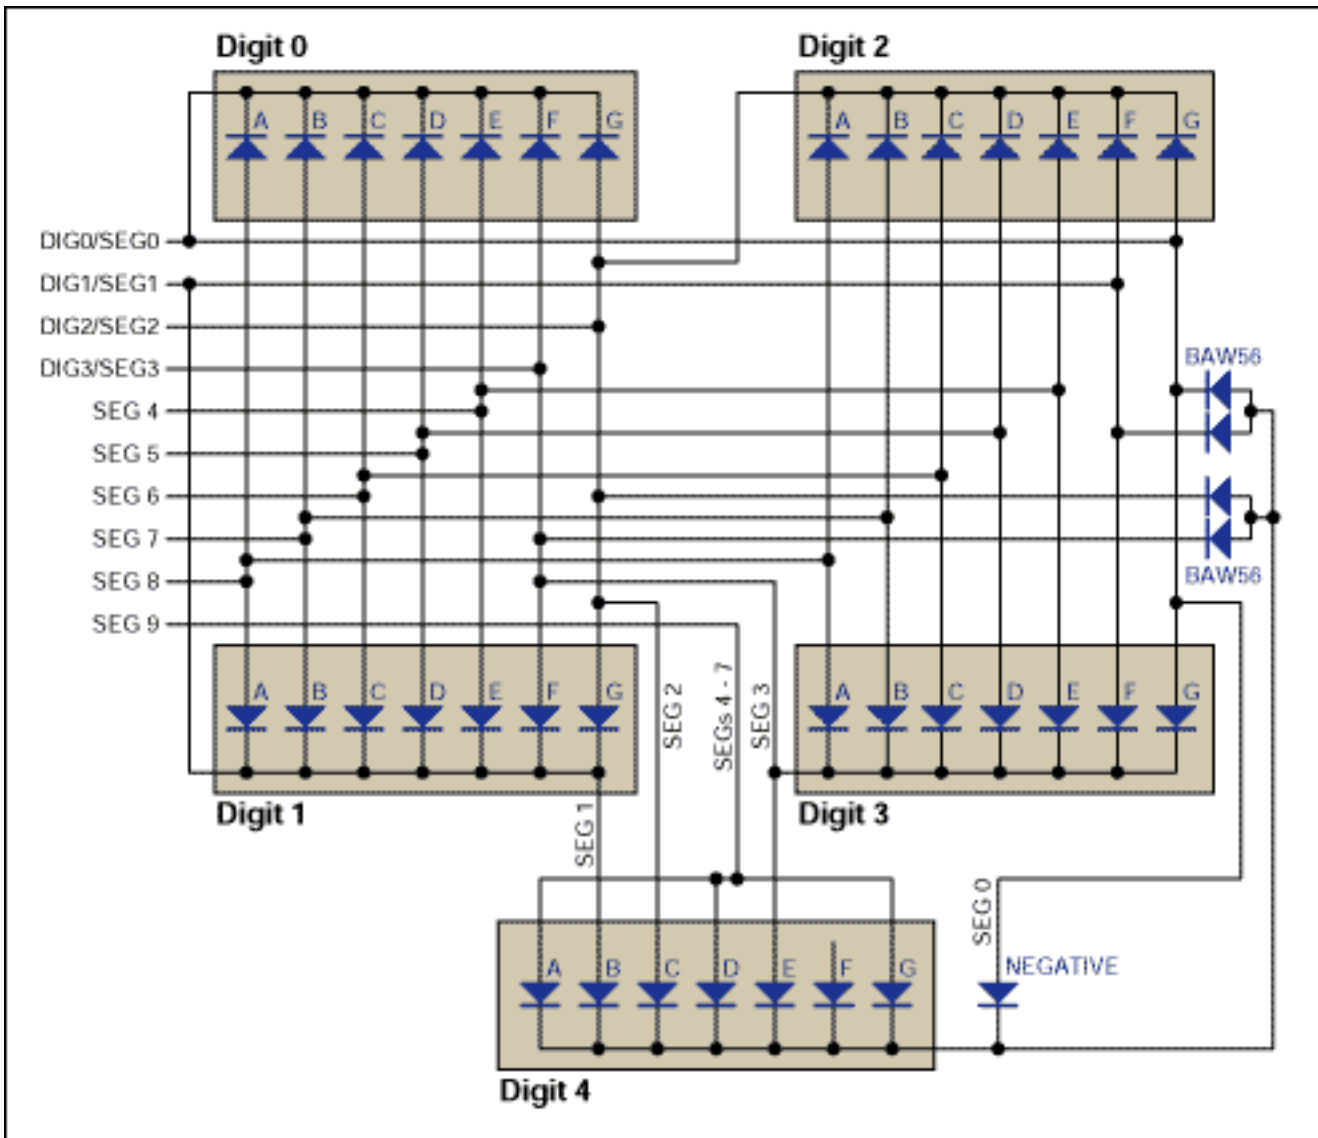 Digit 0 Digit 2
A B C D E F G A B C D E F G
DIG0/SEG0
DIG1/SEG1
DIG2/SEG2
DIG3/SEG3
BAW56
SEG 4
SEG 5
SEG 6
SEG 7
SEG 8
BAW56
SEG 9
A B C D E F G
SEG 2
SEGs 4 - 7
SEG 3
A B C D E F G
Digit 1 Digit 3
SEG 1
SEG 0
A B C D E F G
NEGATIVE
Digit 4